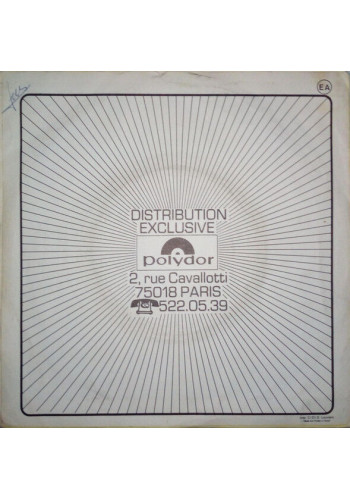 EA
DISTRIBUTION
EXCLUSIVE
polydor
2, rue Cavallotti
75018 PARIS
522.05.39